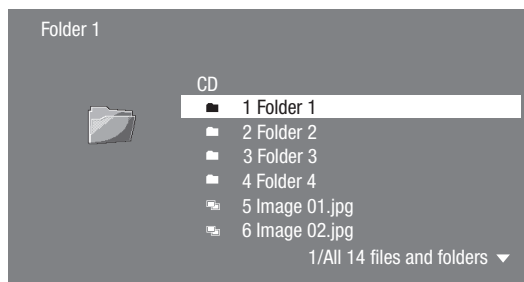 Folder 1
CD
1 Folder 1
2 Folder 2
3 Folder 3
4 Folder 4
5 Image 01.jpg
6 Image 02.jpg
1/All 14 files and folders ▼